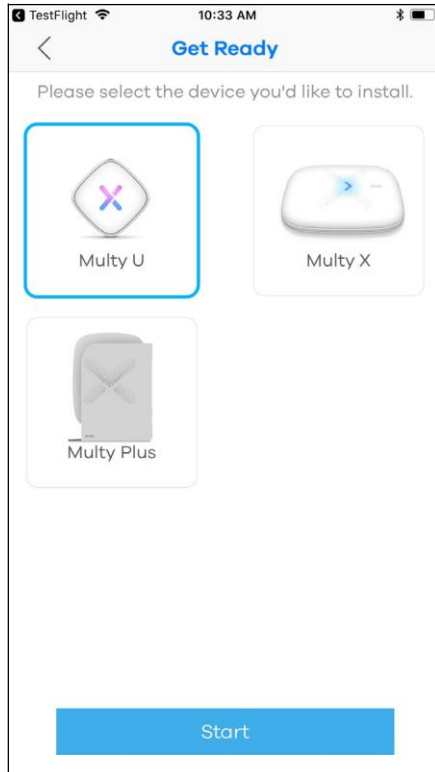 TestFlight 10:33 AM
Get Ready
Please select the device you'd like to install.
Multy U Multy X
Multy Plus
Start